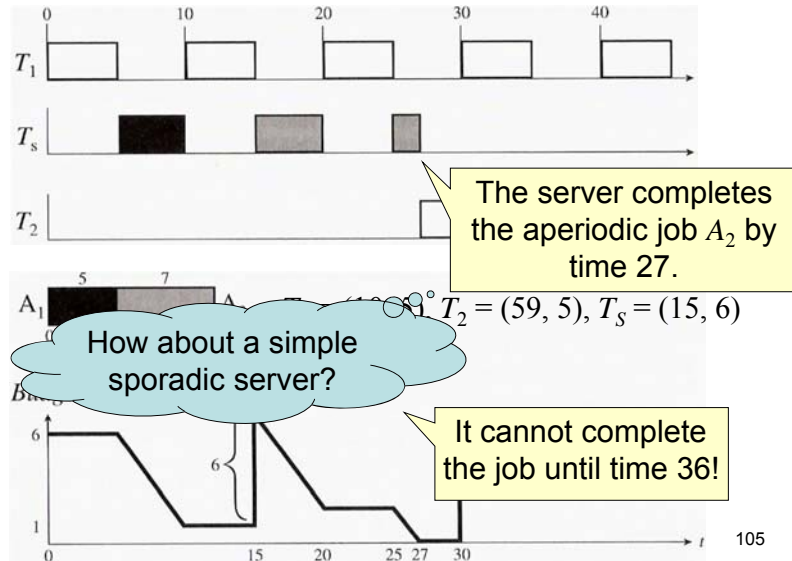 0 10 20 30 40
T₁
Tₛ
The server completes
the aperiodic job A₂ by
time 27.
T₂
5 7
A₁
T₂ = (59, 5), T_S = (15, 6)
How about a simple
sporadic server?
It cannot complete
the job until time 36!
6
6
1
t
0 15 20 25 27 30
105